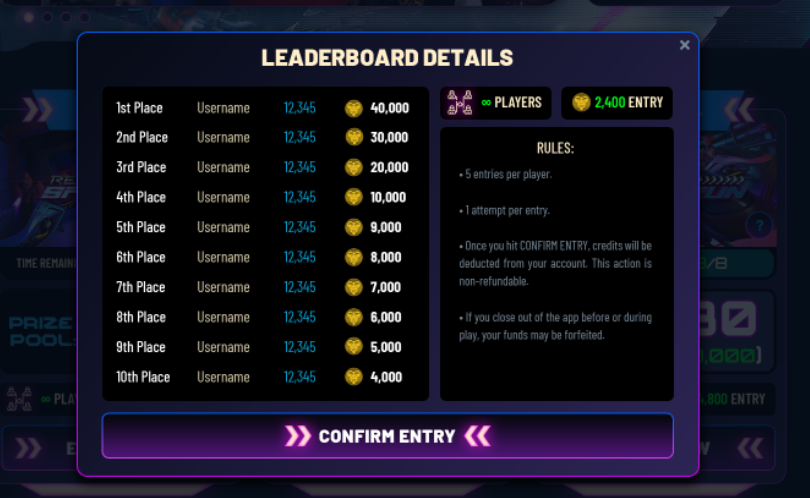 LEADERBOARD DETAILS
×
1st Place Username 12,345 40,000
2nd Place Username 12,345 30,000
3rd Place Username 12,345 20,000
4th Place Username 12,345 10,000
5th Place Username 12,345 9,000
6th Place Username 12,345 8,000
7th Place Username 12,345 7,000
8th Place Username 12,345 6,000
9th Place Username 12,345 5,000
10th Place Username 12,345 4,000
∞ PLAYERS
2,400 ENTRY
RULES:
• 5 entries per player.
• 1 attempt per entry.
• Once you hit CONFIRM ENTRY, credits will be
deducted from your account. This action is
non-refundable.
• If you close out of the app before or during
play, your funds may be forfeited.
CONFIRM ENTRY
?
TIME
PRIZE
POOL:
ENTRY